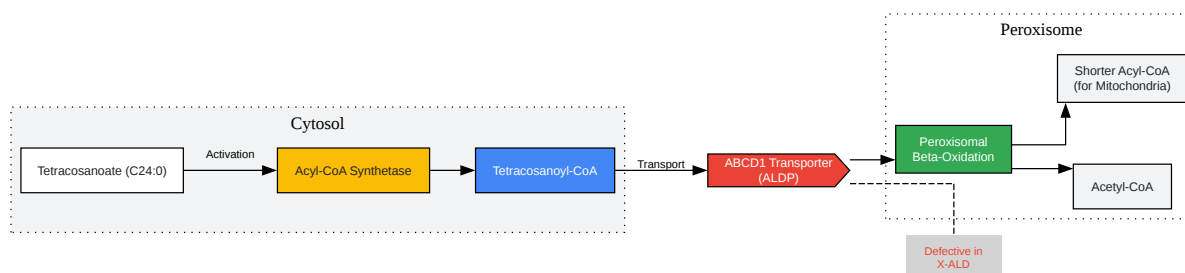 Peroxisome
Shorter Acyl-CoA
(for Mitochondria)
Cytosol
Tetracosanoate (C24:0)
Activation
Acyl-CoA Synthetase
Tetracosanoyl-CoA
Transport
ABCD1 Transporter
(ALDP)
Peroxisomal
Beta-Oxidation
Acetyl-CoA
Defective in
X-ALD